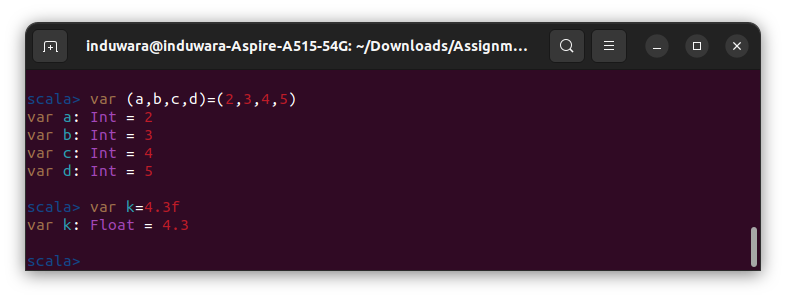 induwara@induwara-Aspire-A515-54G: ~/Downloads/Assignm...
scala> var (a,b,c,d)=(2,3,4,5)
var a: Int = 2
var b: Int = 3
var c: Int = 4
var d: Int = 5
scala> var k=4.3f
var k: Float = 4.3
scala>